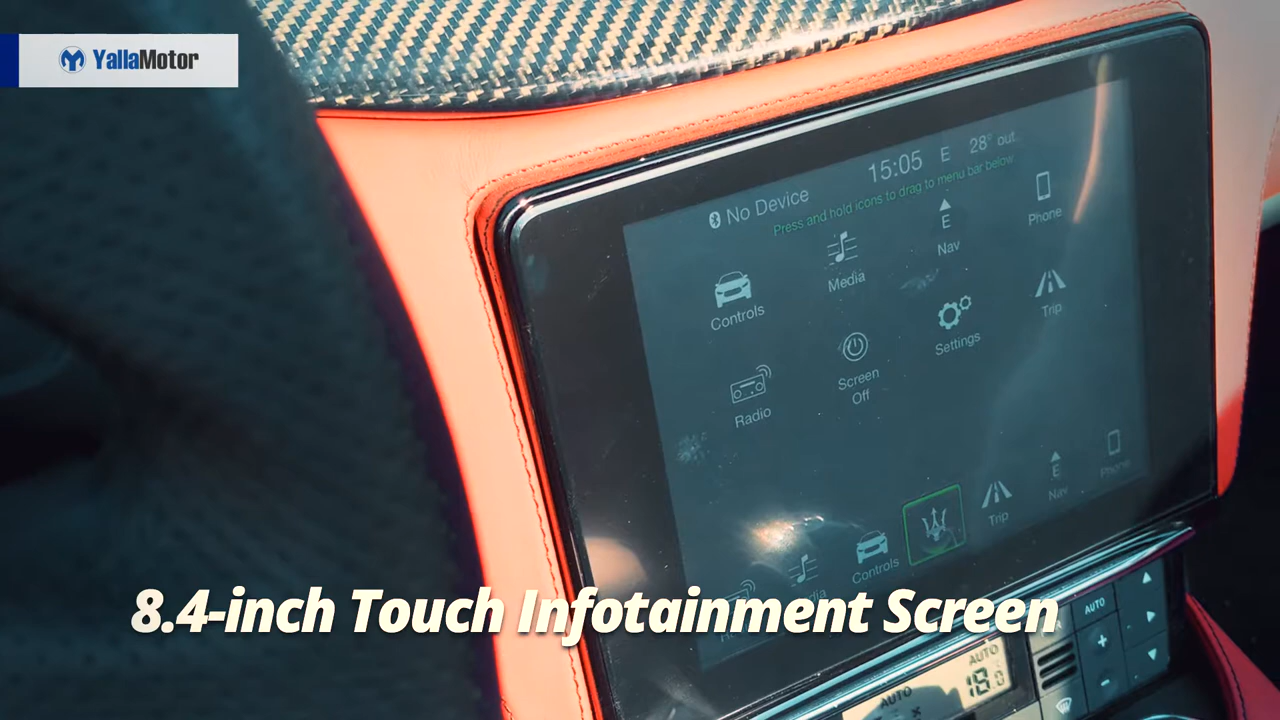 YallaMotor
No Device
15:05
E
28° out.
Press and hold icons to drag to menu bar below
Controls
Media
E
Nav
Phone
Radio
Screen
Off
Settings
Trip
Controls
Trip
E
Nav
Phone
8.4-inch Touch Infotainment Screen
AUTO
AUTO
AUTO
18